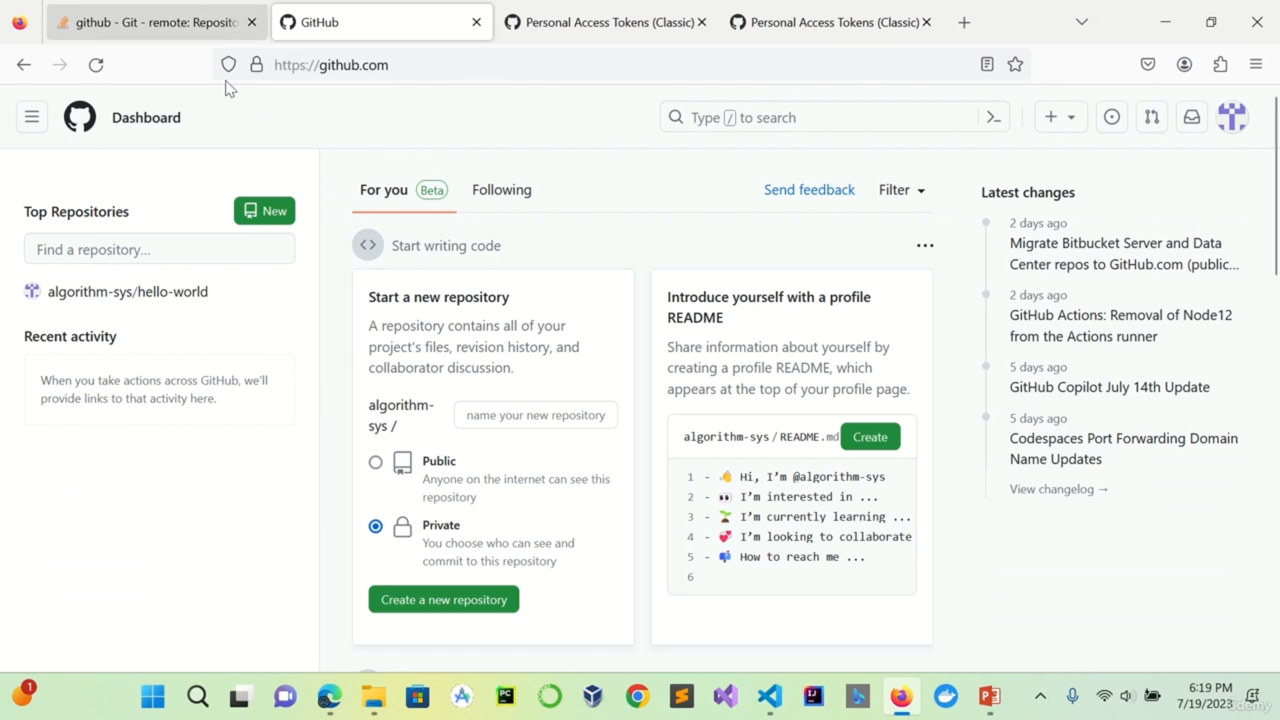 github - Git - remote: Reposito
GitHub
Personal Access Tokens (Classic)
Personal Access Tokens (Classic)
https://github.com
Dashboard
Type / to search
Top Repositories
New
Find a repository...
algorithm-sys/hello-world
Recent activity
When you take actions across GitHub, we'll
provide links to that activity here.
For you Beta
Following
Send feedback
Filter
Start writing code
Start a new repository
A repository contains all of your
project's files, revision history, and
collaborator discussion.
algorithm-
sys /
name your new repository
Public
Anyone on the internet can see this
repository
Private
You choose who can see and
commit to this repository
Create a new repository
Introduce yourself with a profile
README
Share information about yourself by
creating a profile README, which
appears at the top of your profile page.
algorithm-sys / README.md
Create
1 - 👋 Hi, I'm @algorithm-sys
2 - 👀 I'm interested in ...
3 - 🌱 I'm currently learning ...
4 - 💞️ I'm looking to collaborate
5 - 📫 How to reach me ...
6
Latest changes
2 days ago
Migrate Bitbucket Server and Data
Center repos to GitHub.com (public...
2 days ago
GitHub Actions: Removal of Node12
from the Actions runner
5 days ago
GitHub Copilot July 14th Update
5 days ago
Codespaces Port Forwarding Domain
Name Updates
View changelog →
1
PC
6:19 PM
7/19/2023
Udemy